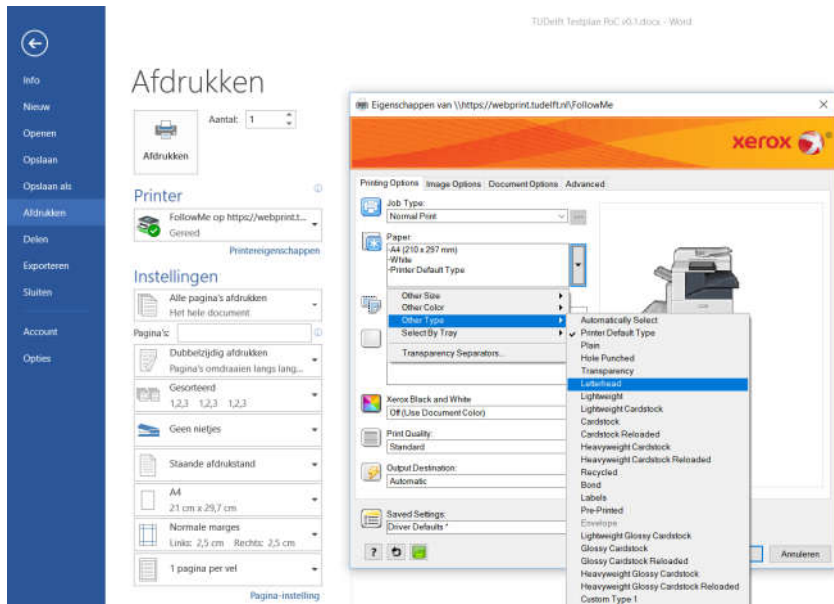 TUDelft Testplan PoC v0.1.docx - Word
Info
Nieuw
Openen
Opslaan
Opslaan als
Afdrukken
Delen
Exporteren
Sluiten
Account
Opties
Afdrukken
Aantal: 1
Afdrukken
Printer
FollowMe op https://webprint.t...
Gereed
Printereigenschappen
Instellingen
Alle pagina's afdrukken
Het hele document
Pagina's:
Dubbelzijdig afdrukken
Pagina's omdraaien langs lang...
Gesorteerd
1,2,3 1,2,3 1,2,3
Geen nietjes
Staande afdrukstand
A4
21 cm x 29,7 cm
Normale marges
Links: 2,5 cm Rechts: 2,5 cm
1 pagina per vel
Pagina-instelling
Eigenschappen van \\https://webprint.tudelft.nl\FollowMe
xerox
Printing Options Image Options Document Options Advanced
Job Type:
Normal Print
Paper:
-A4 (210 x 297 mm)
-White
-Printer Default Type
Other Size
Other Color
Other Type
Select By Tray
Transparency Separators...
Automatically Select
Printer Default Type
Plain
Hole Punched
Transparency
Letterhead
Lightweight
Lightweight Cardstock
Cardstock
Cardstock Reloaded
Heavyweight Cardstock
Heavyweight Cardstock Reloaded
Recycled
Bond
Labels
Pre-Printed
Envelope
Lightweight Glossy Cardstock
Glossy Cardstock
Glossy Cardstock Reloaded
Heavyweight Glossy Cardstock
Heavyweight Glossy Cardstock Reloaded
Custom Type 1
Xerox Black and White
Off (Use Document Color)
Print Quality:
Standard
Output Destination:
Automatic
Saved Settings:
Driver Defaults *
?
Annuleren